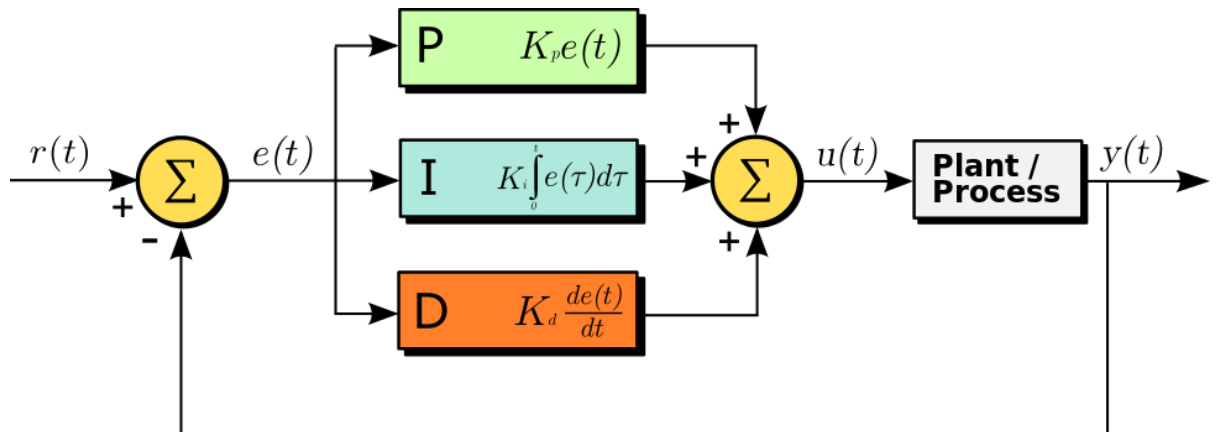 P K_p e(t)
r(t)
+
-
Σ
e(t)
I K_i ∫_0^t e(τ)dτ
D K_d de(t)/dt
+
+
+
Σ
u(t)
Plant /
Process
y(t)